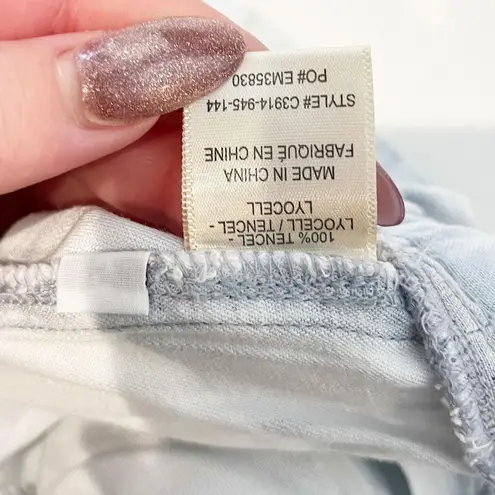 100% TENCEL -
LYOCELL / TENCEL -
LYOCELL
MADE IN CHINA
FABRIQUÉ EN CHINE
STYLE# C3914-945-144
PO# EM35830